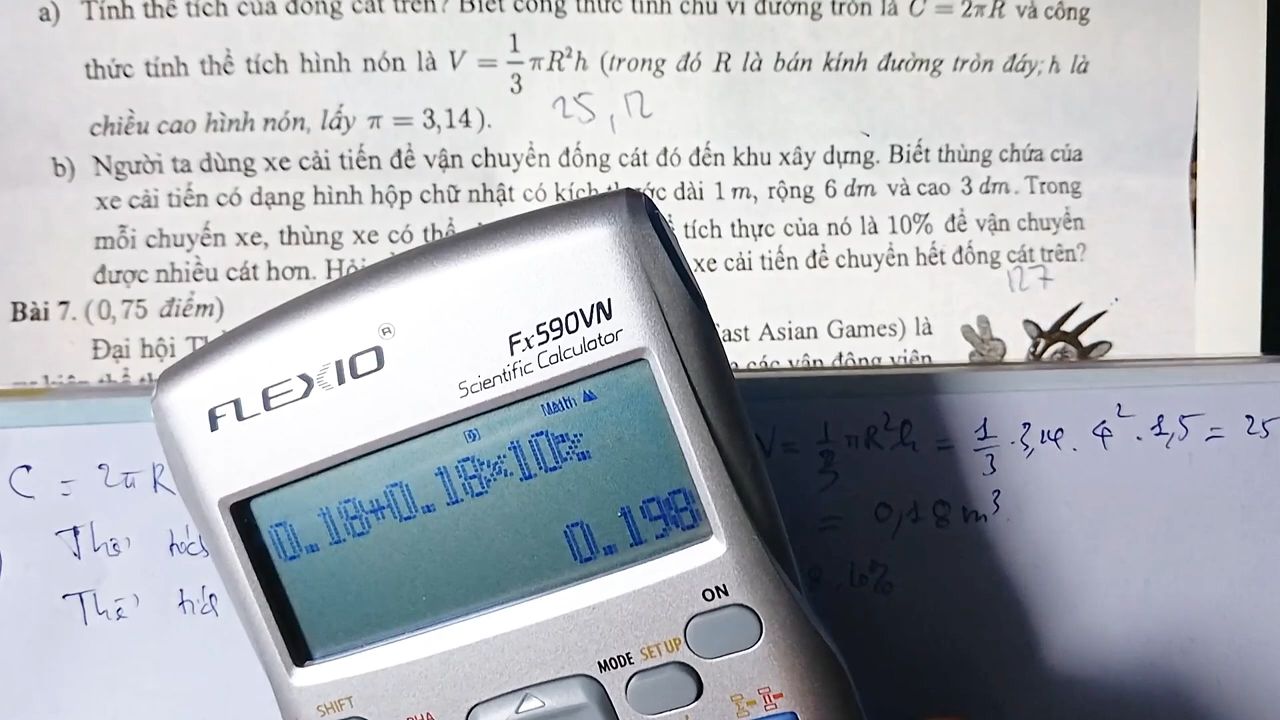 a) Tính thể tích của đống cát trên? Biết công thức tính chu vi đường tròn là C = 2πR và công
thức tính thể tích hình nón là V = 1/3 πR²h (trong đó R là bán kính đường tròn đáy; h là
chiều cao hình nón, lấy π = 3,14).
25,12
b) Người ta dùng xe cải tiến để vận chuyển đống cát đó đến khu xây dựng. Biết thùng chứa của
xe cải tiến có dạng hình hộp chữ nhật có kích thước dài 1 m, rộng 6 dm và cao 3 dm. Trong
mỗi chuyến xe, thùng xe có thể tích thực của nó là 10% để vận chuyển
được nhiều cát hơn. Hỏi xe cải tiến để chuyển hết đống cát trên?
127
Bài 7. (0,75 điểm)
Đại hội East Asian Games) là
các vận động viên
FLEXIO ®
Fx590VN
Scientific Calculator
Math ▲
D
0.18+0.18×10%
0.198
ON
MODE SETUP
SHIFT
C = 2πR
V = 1/3 πR²h = 1/3 · 3,14 · 4² · 1,5 = 25
Thể tích = 0,18 m³
Thể tích 10%